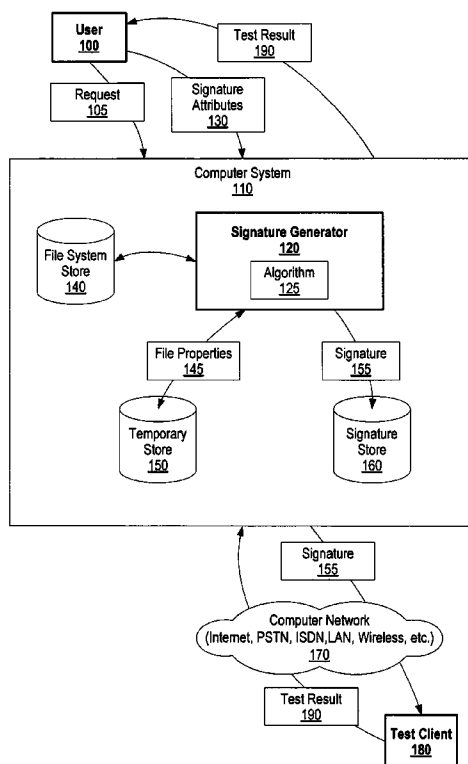 User
100
Test Result
190
Request
105
Signature
Attributes
130
Computer System
110
Signature Generator
120
Algorithm
125
File System
Store
140
File Properties
145
Signature
155
Temporary
Store
150
Signature
Store
160
Signature
155
Computer Network
(Internet, PSTN, ISDN,LAN, Wireless, etc.)
170
Test Result
190
Test Client
180